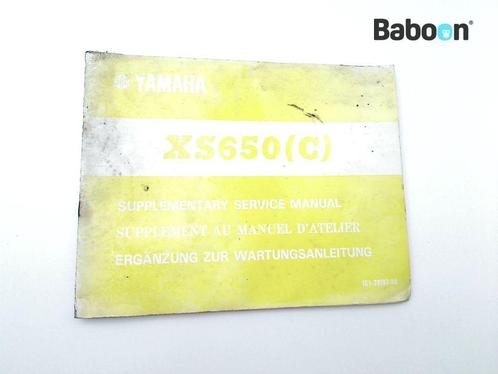 Baboon
YAMAHA
XS650(C)
SUPPLEMENTARY SERVICE MANUAL
SUPPLEMENT AU MANUEL D'ATELIER
ERGÄNZUNG ZUR WARTUNGSANLEITUNG